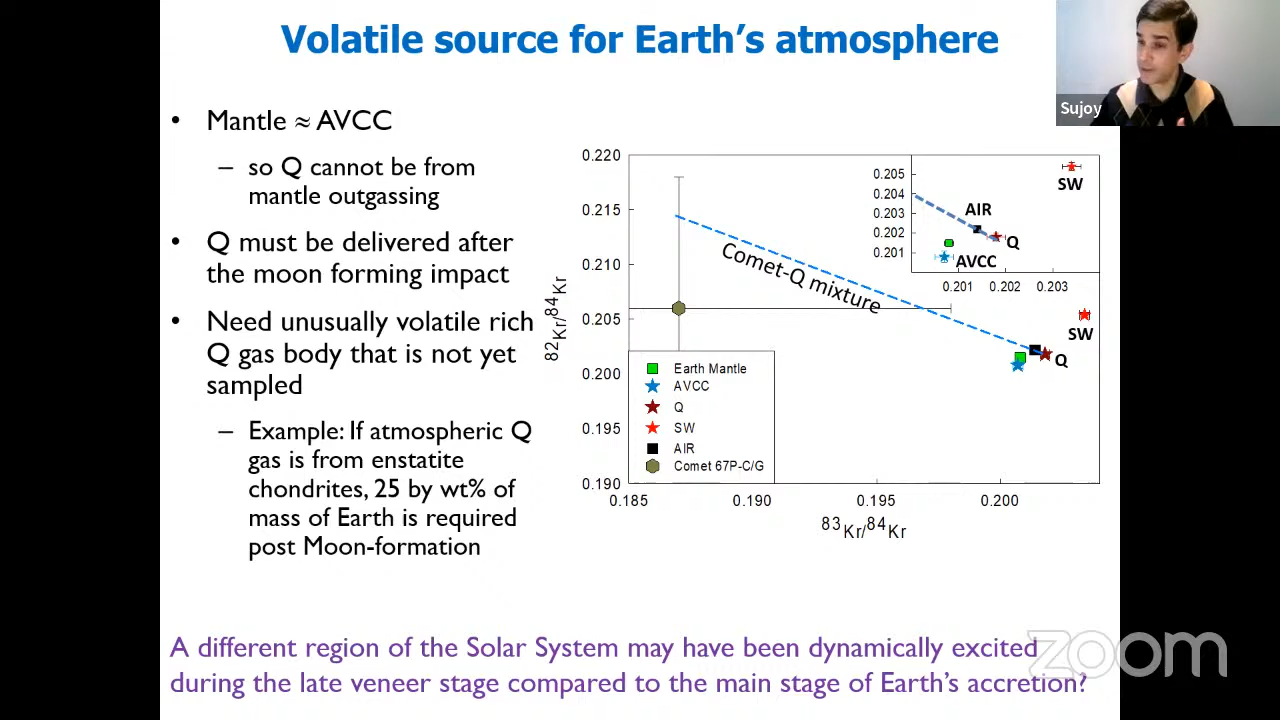 Volatile source for Earth's atmosphere
Sujoy
• Mantle ≈ AVCC
– so Q cannot be from
mantle outgassing
• Q must be delivered after
the moon forming impact
• Need unusually volatile rich
Q gas body that is not yet
sampled
– Example: If atmospheric Q
gas is from enstatite
chondrites, 25 by wt% of
mass of Earth is required
post Moon-formation
0.220
0.215
0.210
0.205
0.200
0.195
0.190
82Kr/84Kr
0.185
0.190
0.195
0.200
83Kr/84Kr
Comet-Q mixture
SW
Q
Earth Mantle
AVCC
Q
SW
AIR
Comet 67P-C/G
0.205
0.204
0.203
0.202
0.201
0.201
0.202
0.203
SW
AIR
Q
AVCC
A different region of the Solar System may have been dynamically excited
during the late veneer stage compared to the main stage of Earth's accretion?
zoom